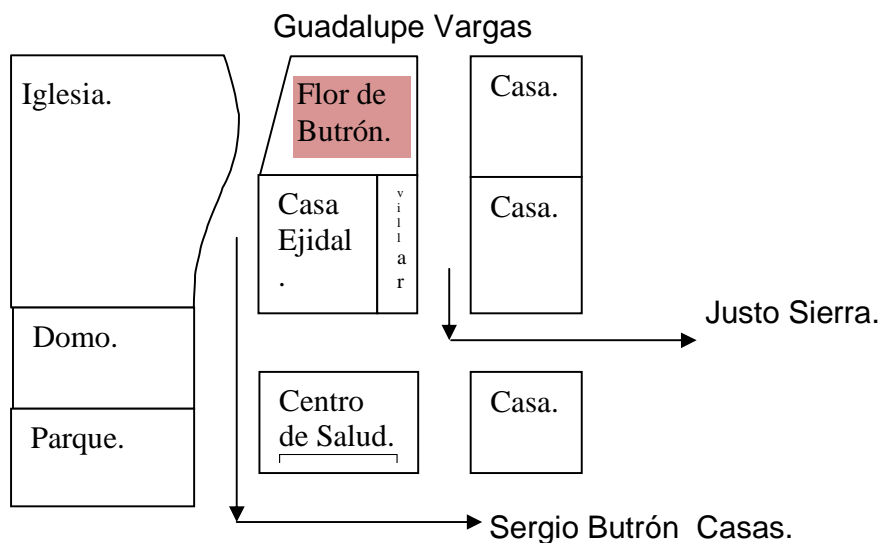 Guadalupe Vargas
Iglesia.
Flor de
Butrón.
Casa.
Casa
Ejidal
.
villar
Casa.
Justo Sierra.
Domo.
Centro
de Salud.
Casa.
Parque.
Sergio Butrón Casas.